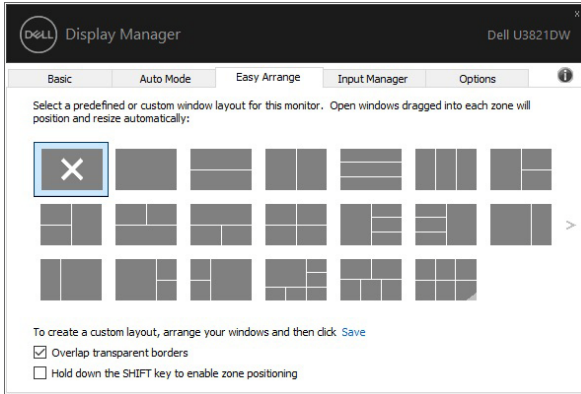 DELL Display Manager
Dell U3821DW
Basic
Auto Mode
Easy Arrange
Input Manager
Options
Select a predefined or custom window layout for this monitor. Open windows dragged into each zone will
position and resize automatically:
To create a custom layout, arrange your windows and then click Save
Overlap transparent borders
Hold down the SHIFT key to enable zone positioning